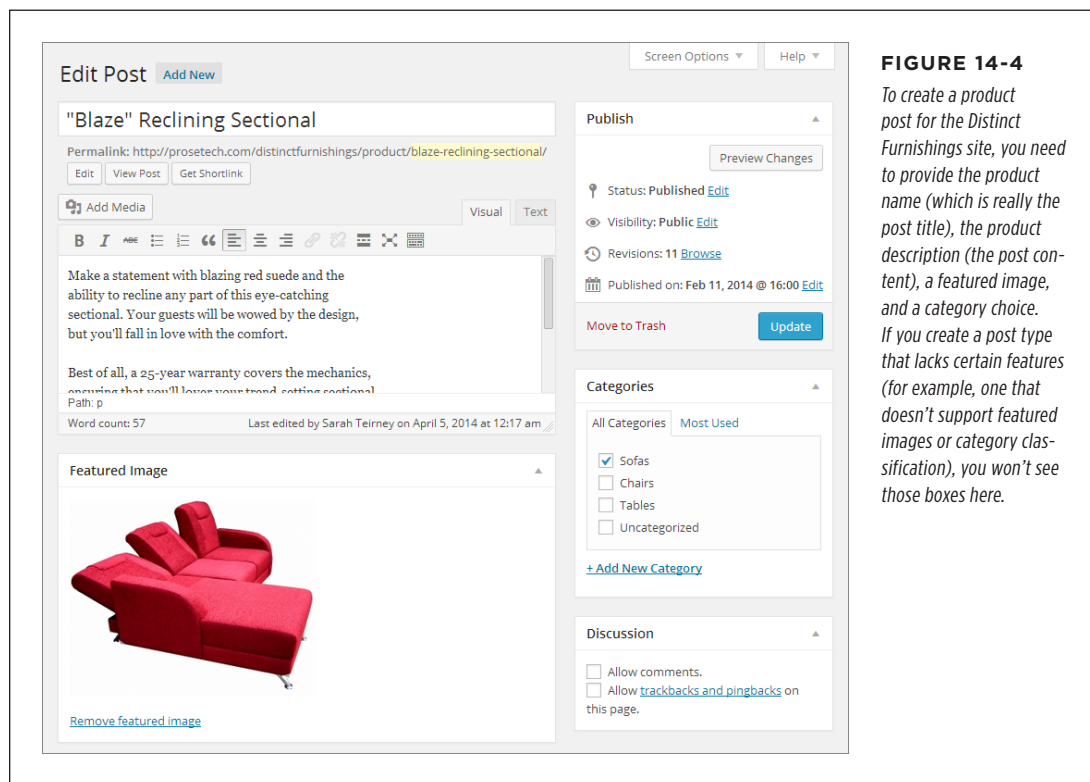 Screen Options
Help
Edit Post Add New
"Blaze" Reclining Sectional
Permalink: http://prosetech.com/distinctfurnishings/product/blaze-reclining-sectional/
Edit View Post Get Shortlink
Add Media
Visual Text
B I ABC
Make a statement with blazing red suede and the
ability to recline any part of this eye-catching
sectional. Your guests will be wowed by the design,
but you'll fall in love with the comfort.
Best of all, a 25-year warranty covers the mechanics,
ensuring that you'll lover your trend-setting sectional
Path: p
Word count: 57 Last edited by Sarah Teirney on April 5, 2014 at 12:17 am
Featured Image
Remove featured image
Publish
Preview Changes
Status: Published Edit
Visibility: Public Edit
Revisions: 11 Browse
Published on: Feb 11, 2014 @ 16:00 Edit
Move to Trash Update
Categories
All Categories Most Used
Sofas
Chairs
Tables
Uncategorized
+ Add New Category
Discussion
Allow comments.
Allow trackbacks and pingbacks on
this page.
FIGURE 14-4
To create a product
post for the Distinct
Furnishings site, you need
to provide the product
name (which is really the
post title), the product
description (the post con-
tent), a featured image,
and a category choice.
If you create a post type
that lacks certain features
(for example, one that
doesn't support featured
images or category clas-
sification), you won't see
those boxes here.